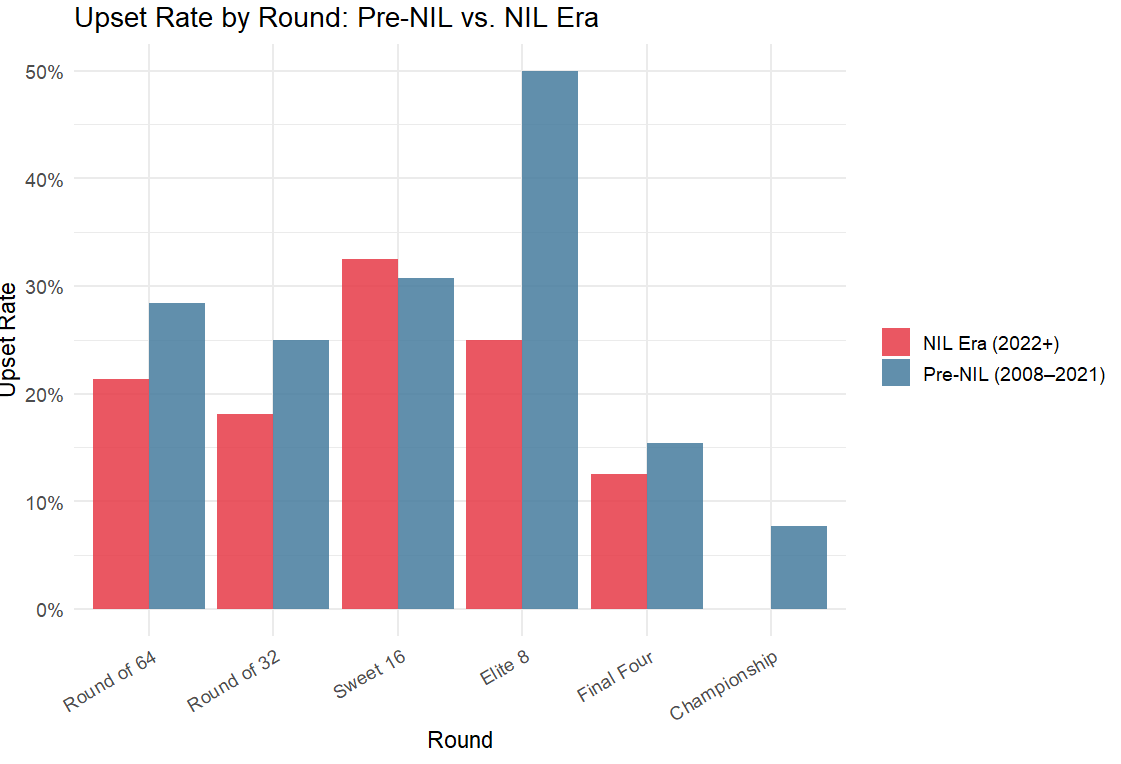 Upset Rate by Round: Pre-NIL vs. NIL Era
Upset Rate
50%
40%
30%
20%
10%
0%
Round of 64
Round of 32
Sweet 16
Elite 8
Final Four
Championship
Round
NIL Era (2022+)
Pre-NIL (2008–2021)